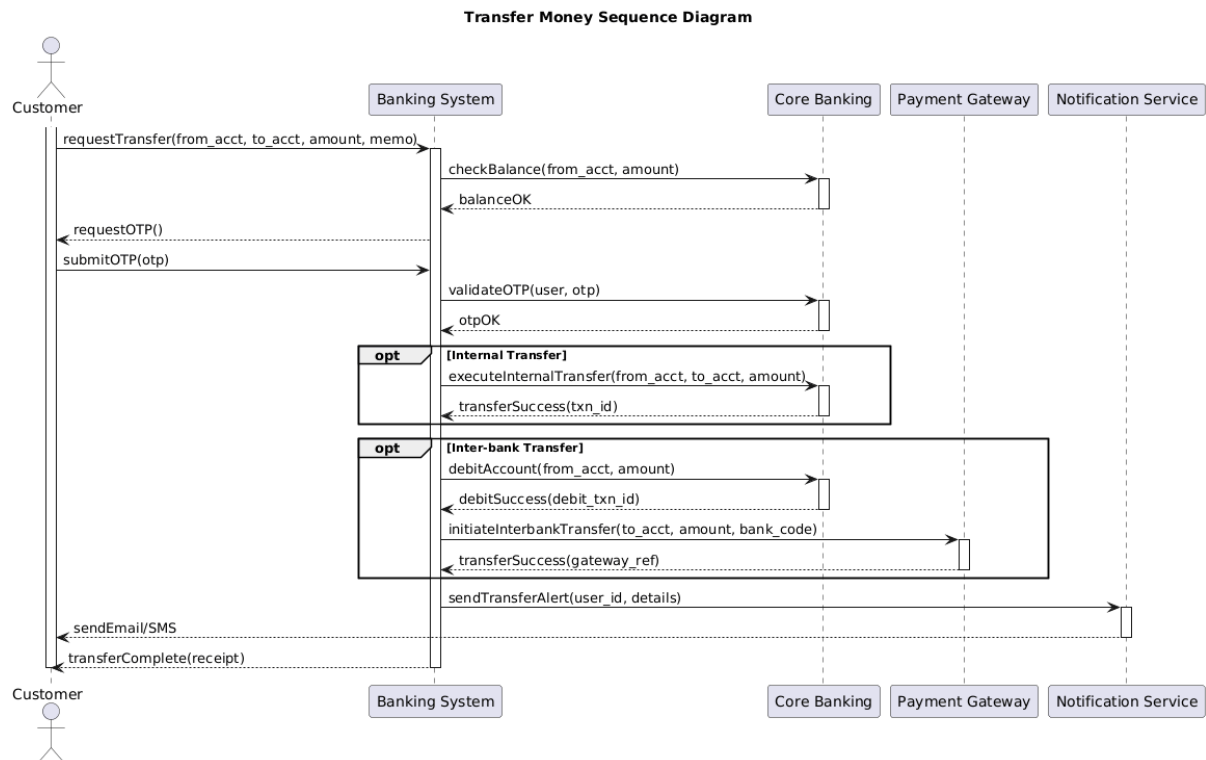 Transfer Money Sequence Diagram
Customer
Banking System
Core Banking
Payment Gateway
Notification Service
requestTransfer(from_acct, to_acct, amount, memo)
checkBalance(from_acct, amount)
balanceOK
requestOTP()
submitOTP(otp)
validateOTP(user, otp)
otpOK
opt [Internal Transfer]
executeInternalTransfer(from_acct, to_acct, amount)
transferSuccess(txn_id)
opt [Inter-bank Transfer]
debitAccount(from_acct, amount)
debitSuccess(debit_txn_id)
initiateInterbankTransfer(to_acct, amount, bank_code)
transferSuccess(gateway_ref)
sendTransferAlert(user_id, details)
sendEmail/SMS
transferComplete(receipt)
Customer
Banking System
Core Banking
Payment Gateway
Notification Service